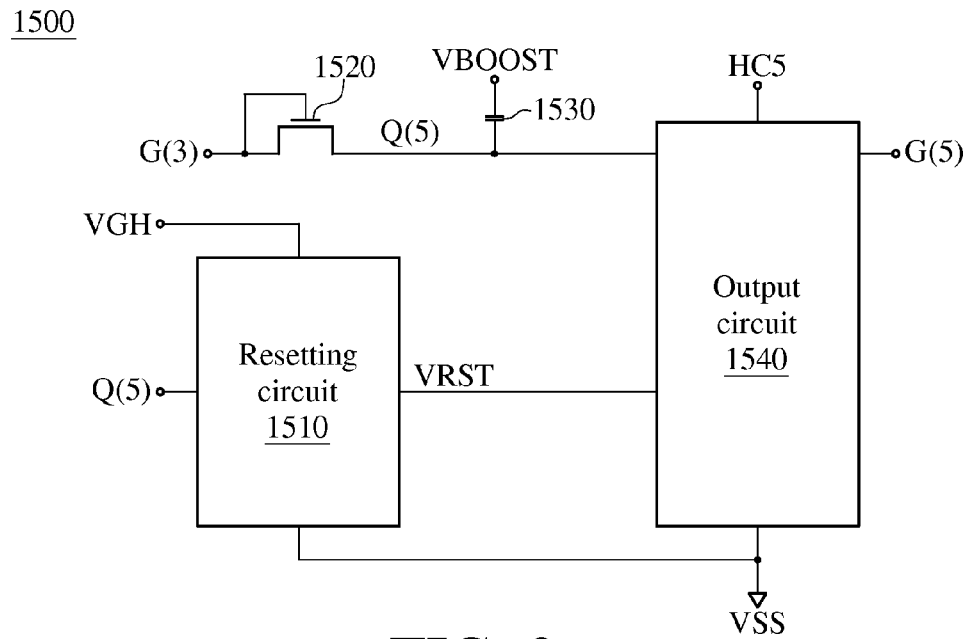 1500
1520
VBOOST
HC5
1530
G(3)
Q(5)
G(5)
VGH
Output
circuit
1540
Resetting
circuit
1510
Q(5)
VRST
VSS